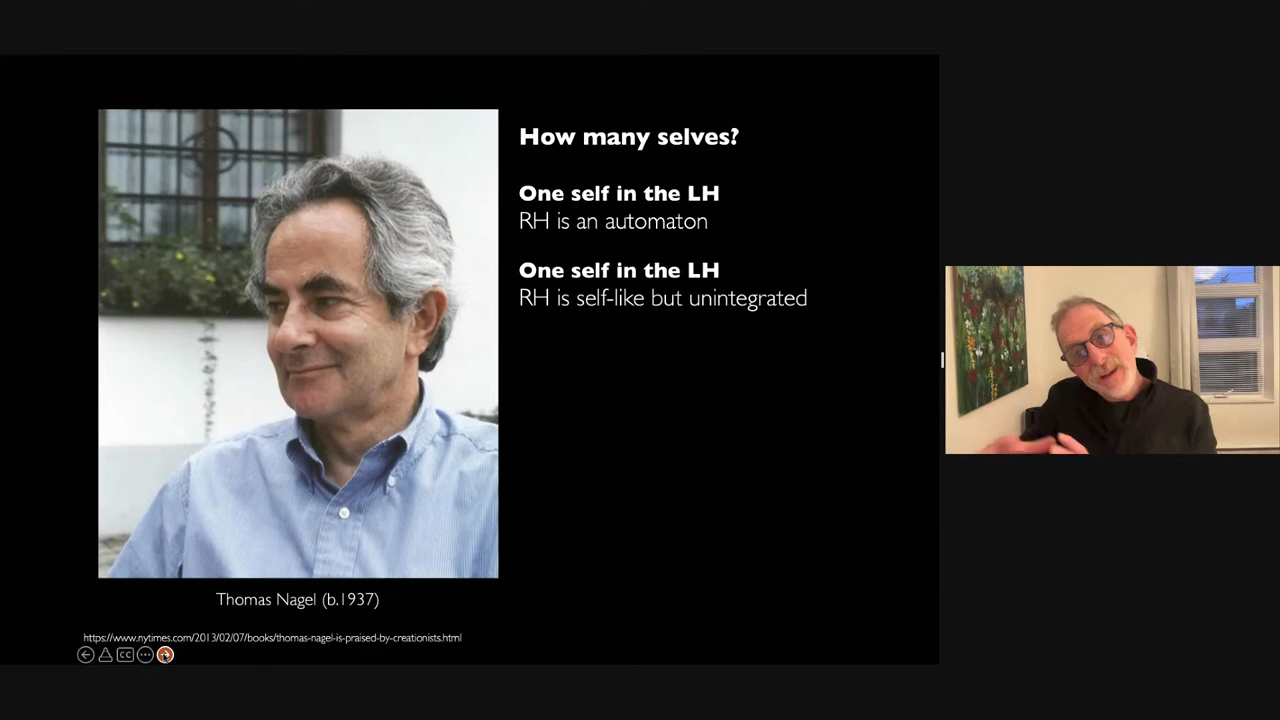 How many selves?
One self in the LH
RH is an automaton
One self in the LH
RH is self-like but unintegrated
Thomas Nagel (b.1937)
https://www.nytimes.com/2013/02/07/books/thomas-nagel-is-praised-by-creationists.html
CC